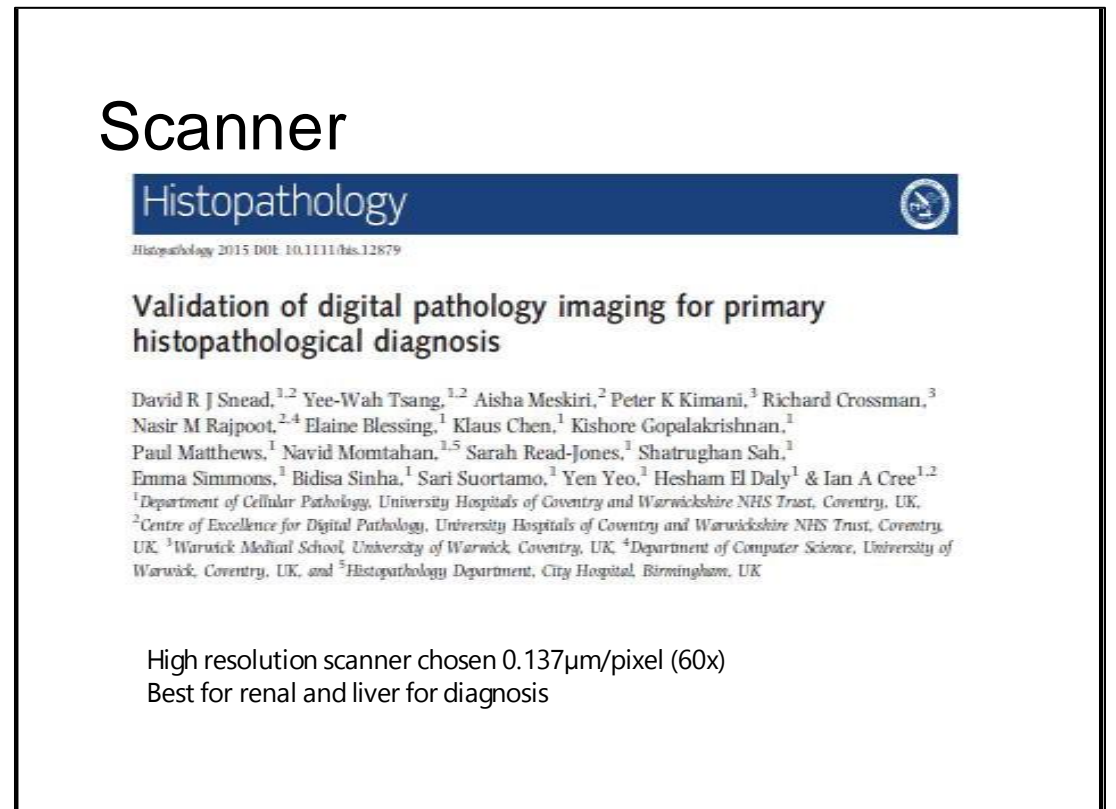 Scanner
Histopathology
Histopathology 2015 DOI: 10.1111/his.12879
Validation of digital pathology imaging for primary
histopathological diagnosis
David R J Snead,1,2 Yee-Wah Tsang,1,2 Aisha Meskiri,2 Peter K Kimani,3 Richard Crossman,3
Nasir M Rajpoot,2,4 Elaine Blessing,1 Klaus Chen,1 Kishore Gopalakrishnan,1
Paul Matthews,1 Navid Momtahan,1,5 Sarah Read-Jones,1 Shatrughan Sah,1
Emma Simmons,1 Bidisa Sinha,1 Sari Suortamo,1 Yen Yeo,1 Hesham El Daly1 & Ian A Cree1,2
1Department of Cellular Pathology, University Hospitals of Coventry and Warwickshire NHS Trust, Coventry, UK,
2Centre of Excellence for Digital Pathology, University Hospitals of Coventry and Warwickshire NHS Trust, Coventry,
UK, 3Warwick Medical School, University of Warwick, Coventry, UK, 4Department of Computer Science, University of
Warwick, Coventry, UK, and 5Histopathology Department, City Hospital, Birmingham, UK
High resolution scanner chosen 0.137µm/pixel (60x)
Best for renal and liver for diagnosis